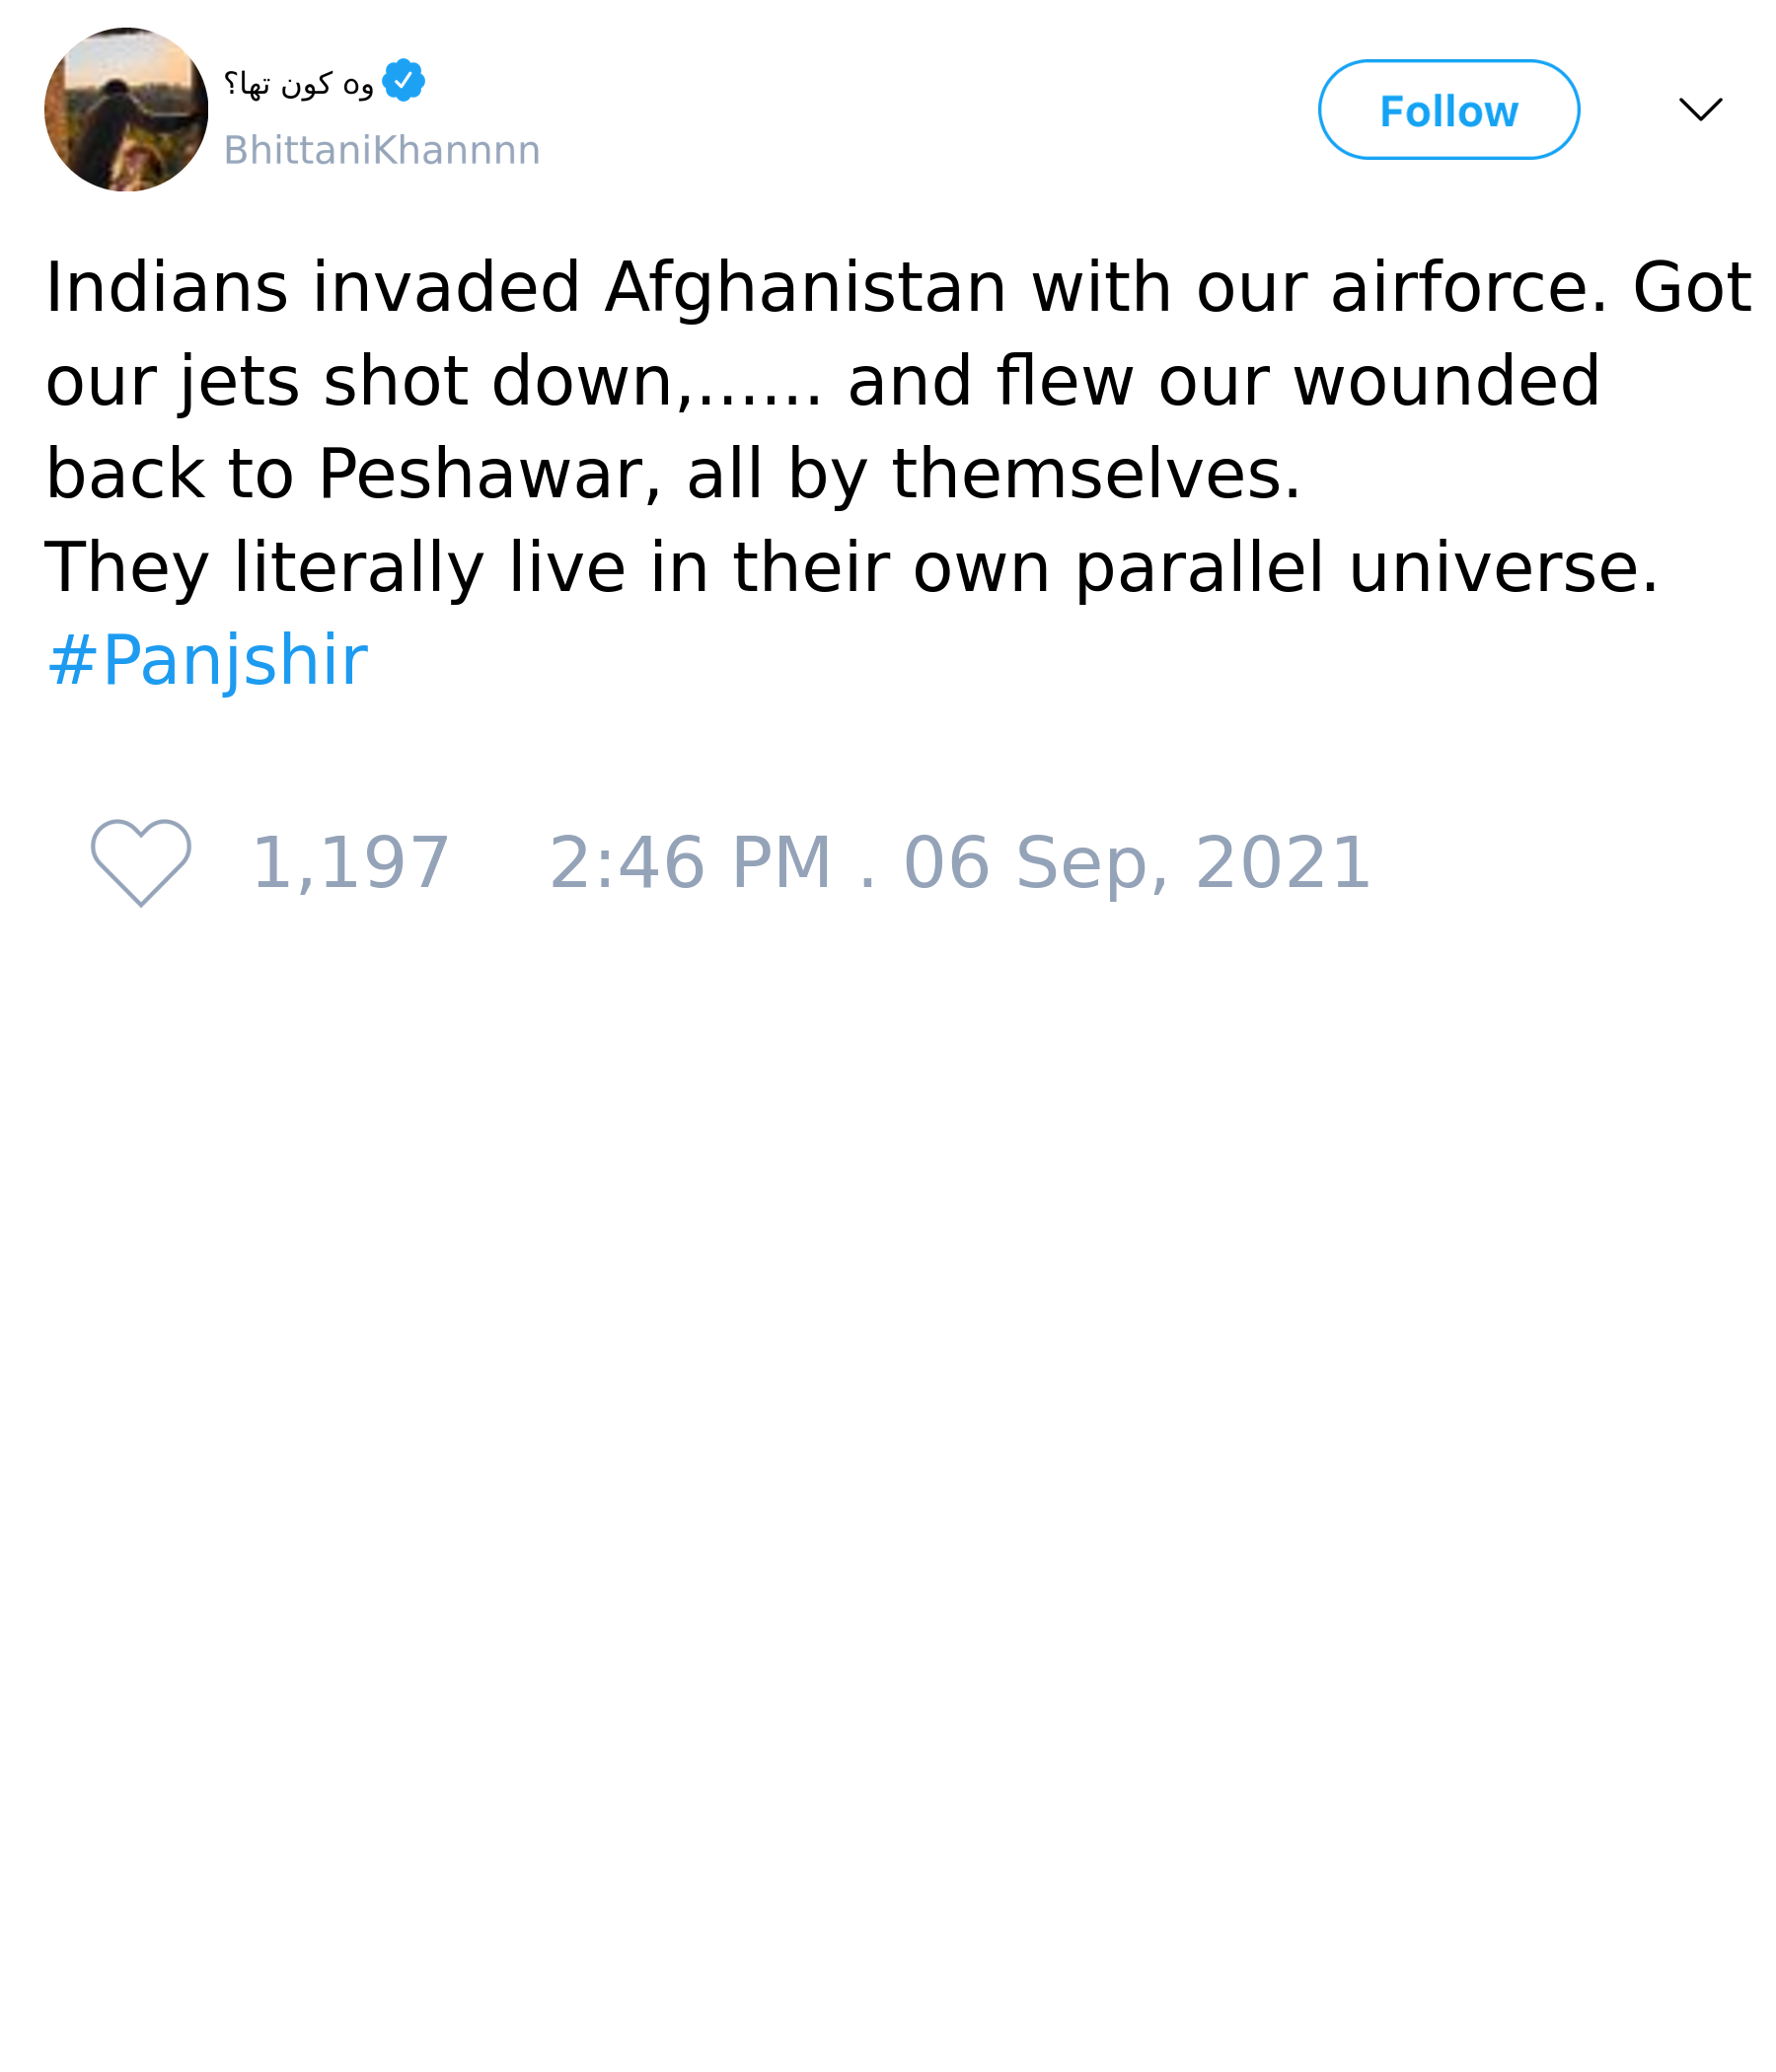 وہ کون تھا؟
BhittaniKhannnn
Follow
Indians invaded Afghanistan with our airforce. Got
our jets shot down,...... and flew our wounded
back to Peshawar, all by themselves.
They literally live in their own parallel universe.
#Panjshir
1,197 2:46 PM . 06 Sep, 2021